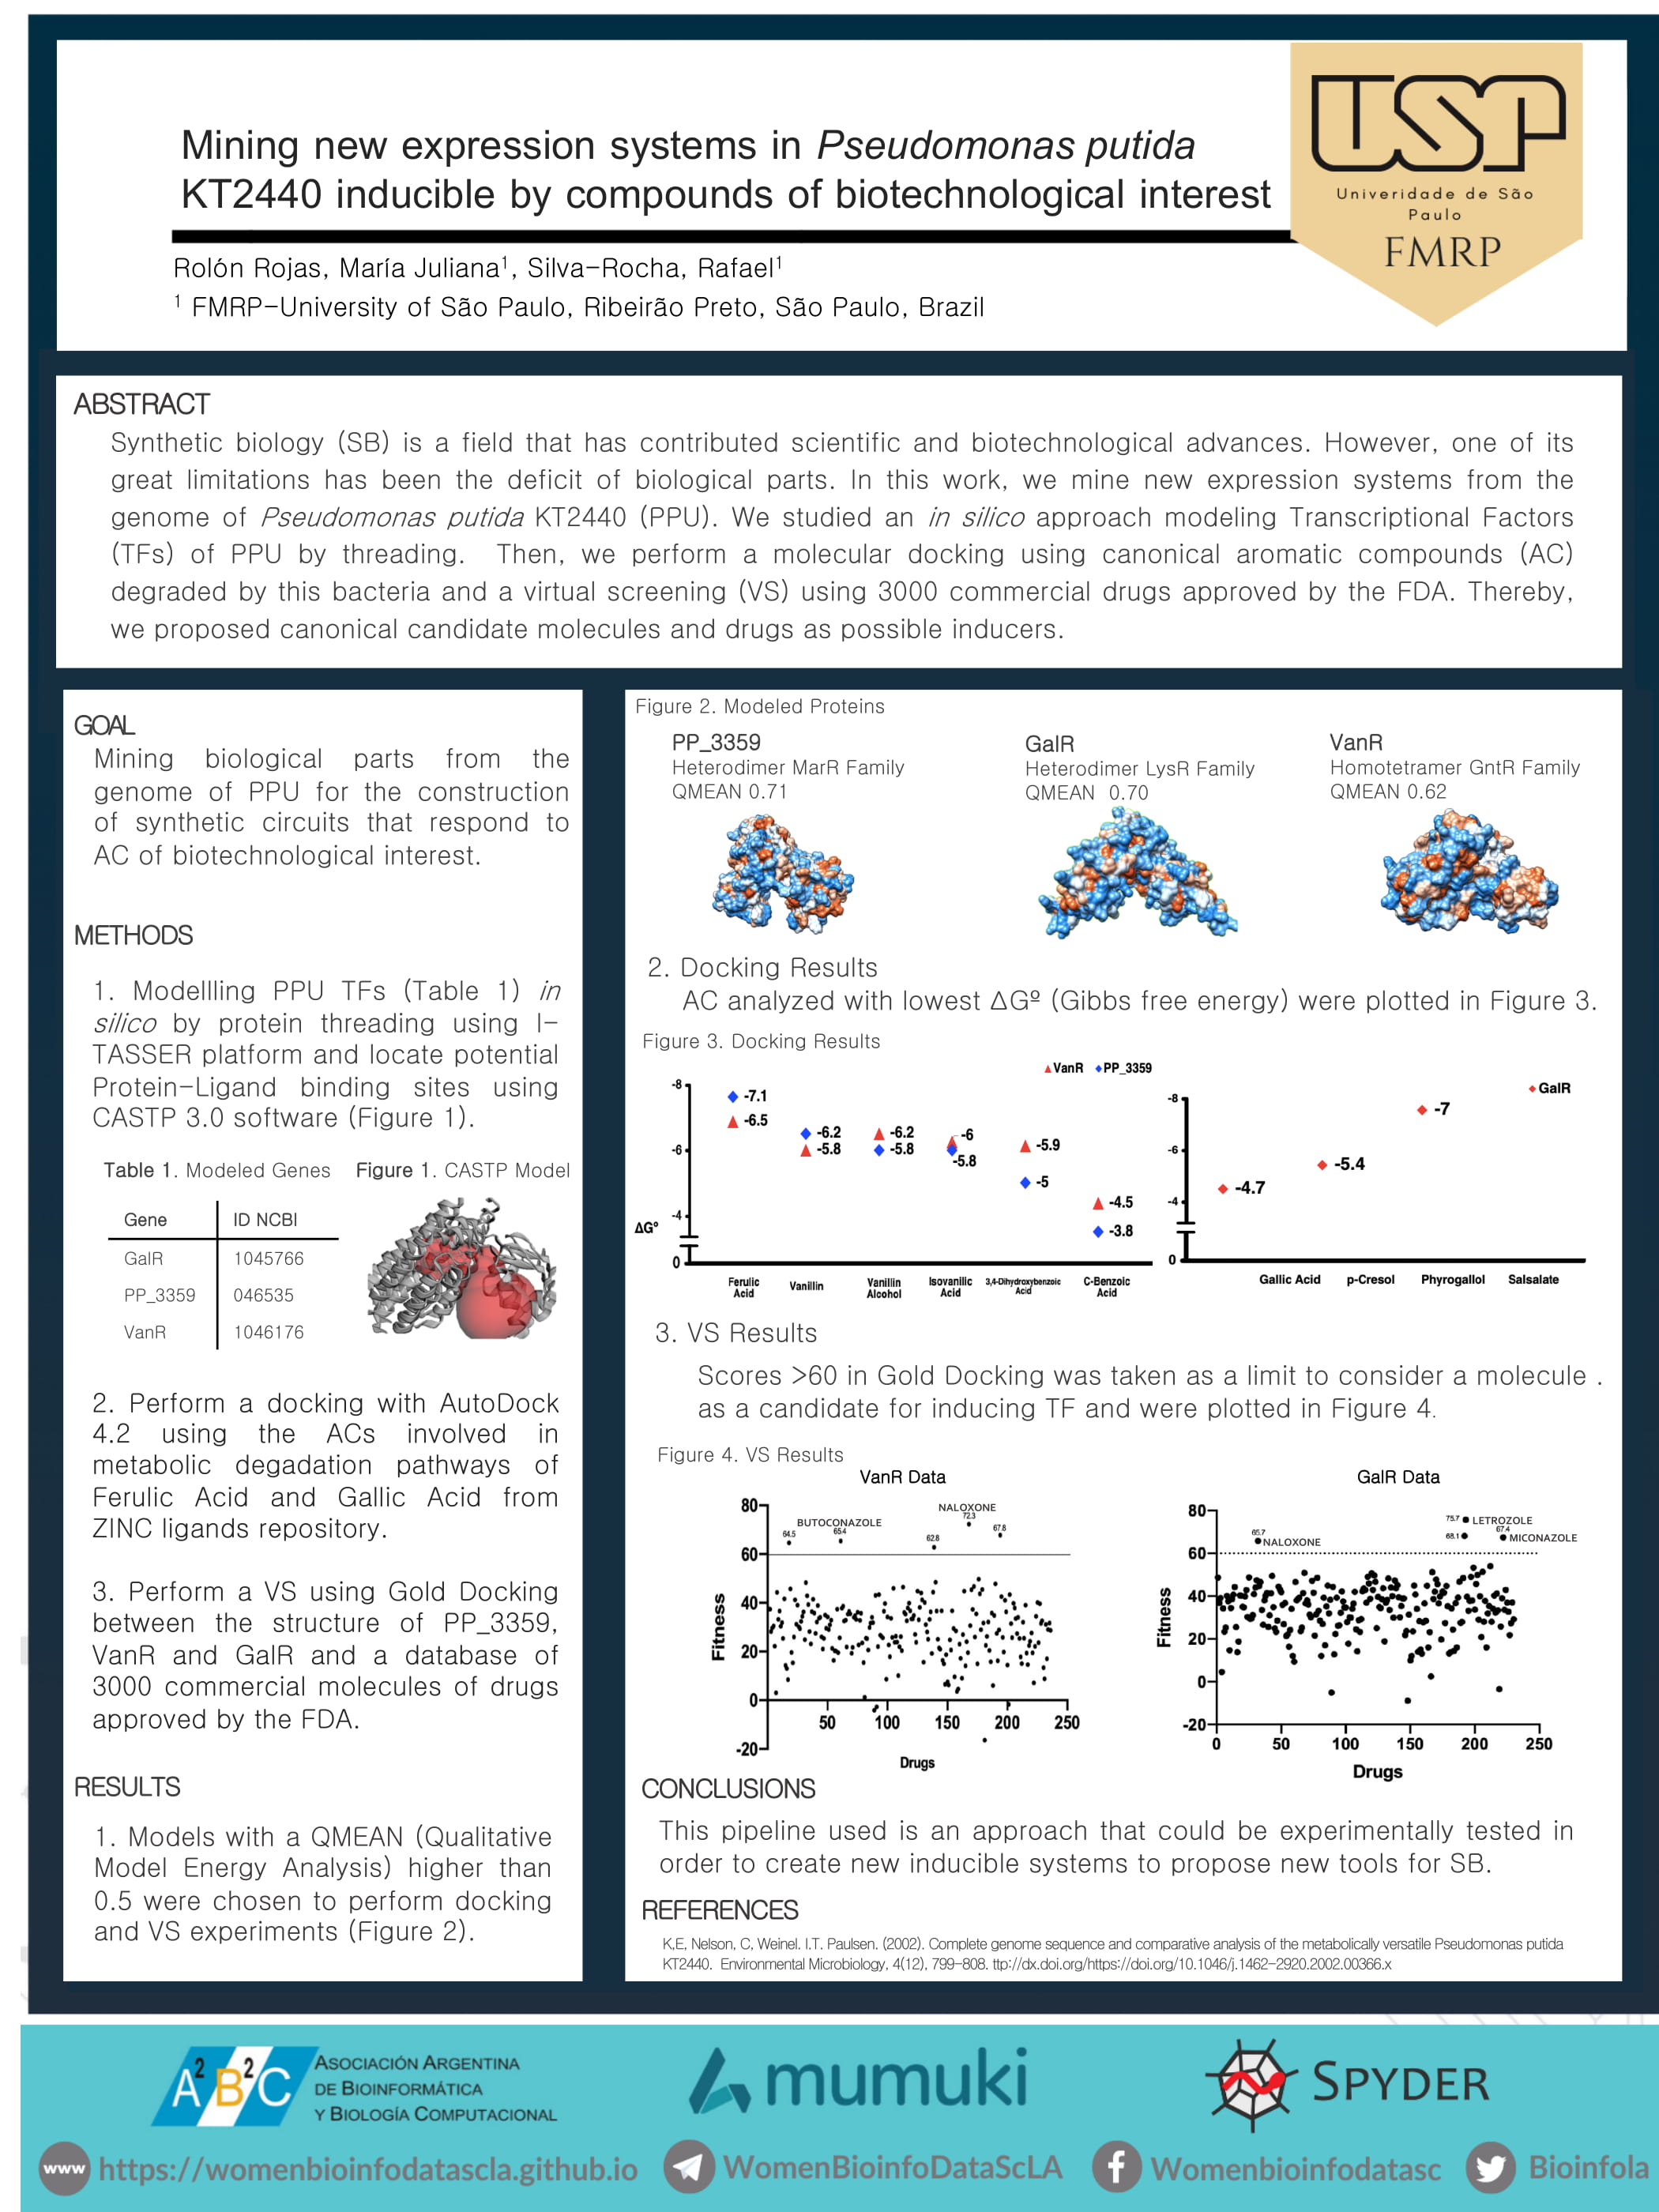 Mining new expression systems in Pseudomonas putida
KT2440 inducible by compounds of biotechnological interest
USP
Univeridade de São
Paulo
FMRP
Rolón Rojas, María Juliana¹, Silva-Rocha, Rafael¹
¹ FMRP-University of São Paulo, Ribeirão Preto, São Paulo, Brazil
ABSTRACT
Synthetic biology (SB) is a field that has contributed scientific and biotechnological advances. However, one of its
great limitations has been the deficit of biological parts. In this work, we mine new expression systems from the
genome of Pseudomonas putida KT2440 (PPU). We studied an in silico approach modeling Transcriptional Factors
(TFs) of PPU by threading. Then, we perform a molecular docking using canonical aromatic compounds (AC)
degraded by this bacteria and a virtual screening (VS) using 3000 commercial drugs approved by the FDA. Thereby,
we proposed canonical candidate molecules and drugs as possible inducers.
GOAL
Mining biological parts from the
genome of PPU for the construction
of synthetic circuits that respond to
AC of biotechnological interest.
METHODS
1. Modellling PPU TFs (Table 1) in
silico by protein threading using I-
TASSER platform and locate potential
Protein-Ligand binding sites using
CASTP 3.0 software (Figure 1).
Table 1. Modeled Genes
Figure 1. CASTP Model
Gene ID NCBI
GalR 1045766
PP_3359 046535
VanR 1046176
2. Perform a docking with AutoDock
4.2 using the ACs involved in
metabolic degadation pathways of
Ferulic Acid and Gallic Acid from
ZINC ligands repository.
3. Perform a VS using Gold Docking
between the structure of PP_3359,
VanR and GalR and a database of
3000 commercial molecules of drugs
approved by the FDA.
RESULTS
1. Models with a QMEAN (Qualitative
Model Energy Analysis) higher than
0.5 were chosen to perform docking
and VS experiments (Figure 2).
Figure 2. Modeled Proteins
PP_3359
Heterodimer MarR Family
QMEAN 0.71
GalR
Heterodimer LysR Family
QMEAN 0.70
VanR
Homotetramer GntR Family
QMEAN 0.62
2. Docking Results
AC analyzed with lowest ΔGº (Gibbs free energy) were plotted in Figure 3.
Figure 3. Docking Results
VanR PP_3359
-8
-6
-4
ΔG°
0
-7.1
-6.5
-6.2
-5.8
-6.2
-5.8
-6
-5.8
-5.9
-5
-4.5
-3.8
Ferulic
Acid
Vanillin
Vanillin
Alcohol
Isovanilic
Acid
3,4-Dihydroxybenzoic
Acid
C-Benzoic
Acid
GalR
-8
-6
-4
0
-4.7
-5.4
-7
Gallic Acid p-Cresol Phyrogallol Salsalate
3. VS Results
Scores >60 in Gold Docking was taken as a limit to consider a molecule .
as a candidate for inducing TF and were plotted in Figure 4.
Figure 4. VS Results
VanR Data
80
60
40
20
0
-20
Fitness
64.5
BUTOCONAZOLE
65.4
62.8
NALOXONE
72.3
67.8
50 100 150 200 250
Drugs
GalR Data
80
60
40
20
0
-20
Fitness
65.7
NALOXONE
75.7 LETROZOLE
68.1
67.4
MICONAZOLE
0 50 100 150 200 250
Drugs
CONCLUSIONS
This pipeline used is an approach that could be experimentally tested in
order to create new inducible systems to propose new tools for SB.
REFERENCES
K,E, Nelson, C, Weinel. I.T. Paulsen. (2002). Complete genome sequence and comparative analysis of the metabolically versatile Pseudomonas putida
KT2440. Environmental Microbiology, 4(12), 799-808. ttp://dx.doi.org/https://doi.org/10.1046/j.1462-2920.2002.00366.x
A²B²C
ASOCIACIÓN ARGENTINA
DE BIOINFORMÁTICA
Y BIOLOGÍA COMPUTACIONAL
mumuki
SPYDER
www https://womenbioinfodatascla.github.io
WomenBioinfoDataScLA
Womenbioinfodatasc
Bioinfola